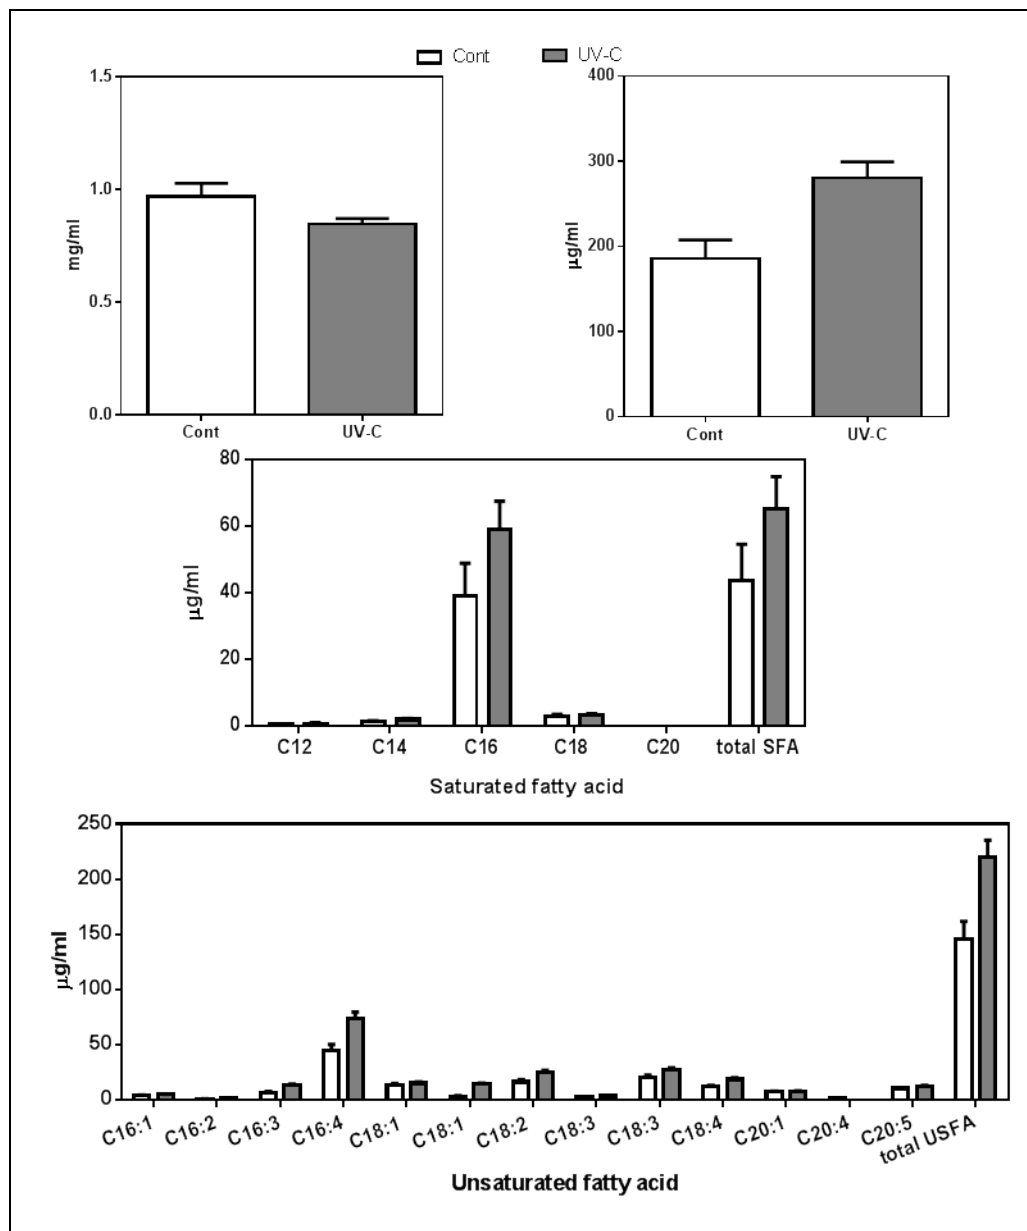 Cont UV-C
1.5
1.0
0.5
0.0
mg/ml
Cont UV-C
400
300
200
100
0
µg/ml
Cont UV-C
80
60
40
20
0
µg/ml
C12 C14 C16 C18 C20 total SFA
Saturated fatty acid
250
200
150
100
50
0
µg/ml
C16:1 C16:2 C16:3 C16:4 C18:1 C18:1 C18:2 C18:3 C18:3 C18:4 C20:1 C20:4 C20:5 total USFA
Unsaturated fatty acid